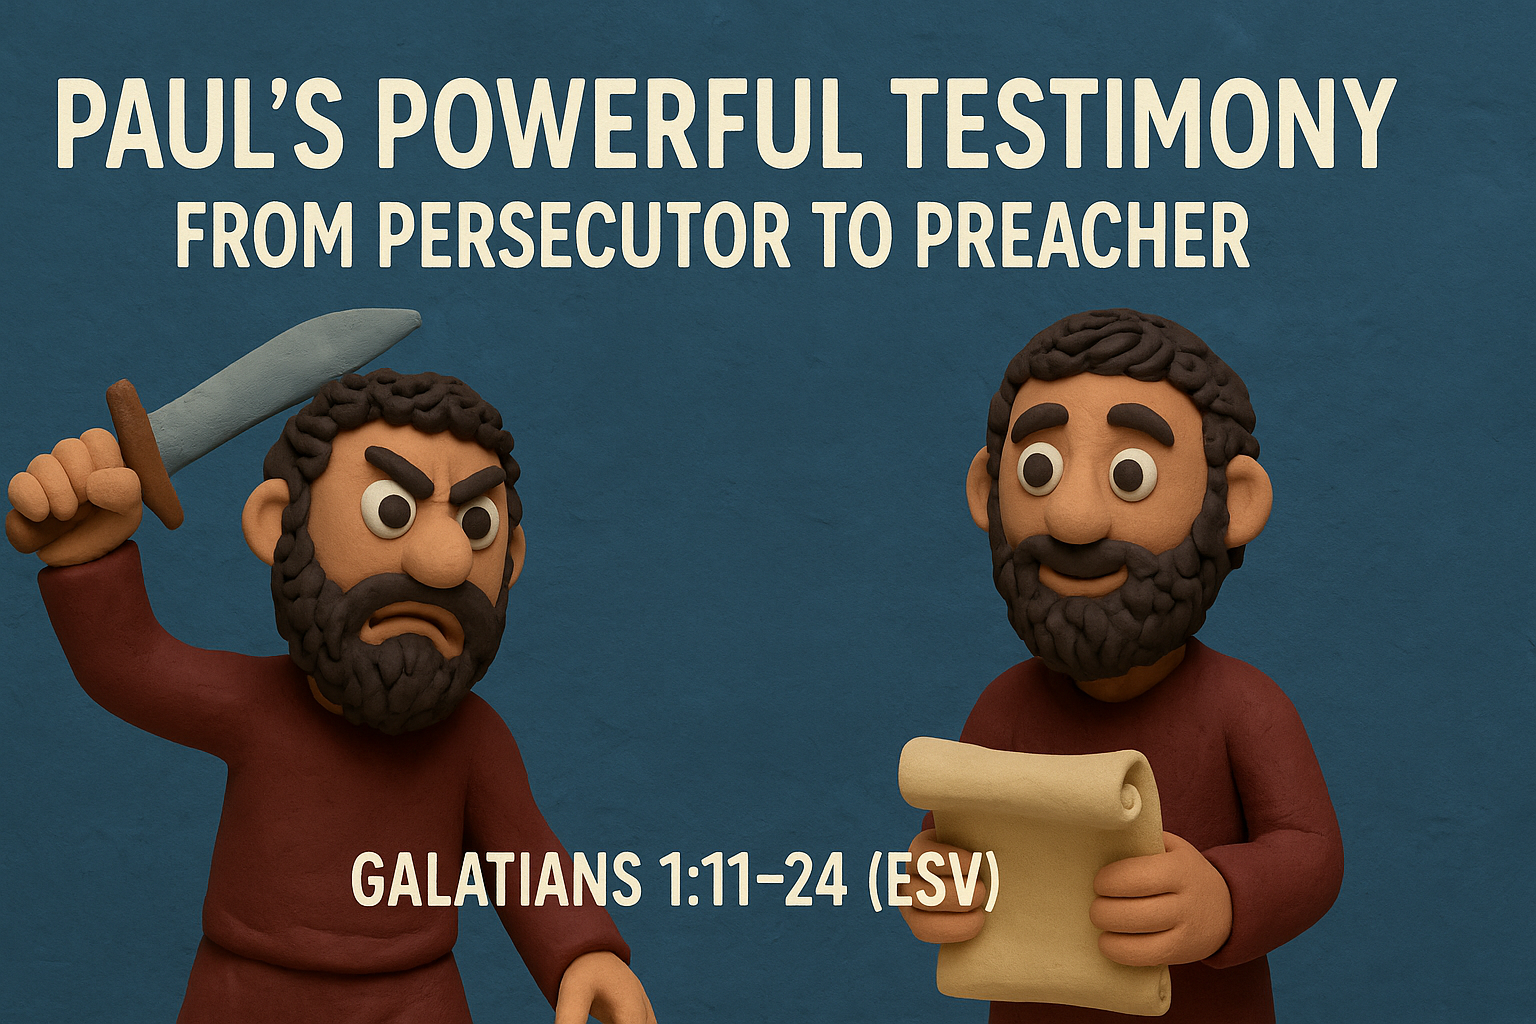 PAUL'S POWERFUL TESTIMONY
FROM PERSECUTOR TO PREACHER
GALATIANS 1:11–24 (ESV)